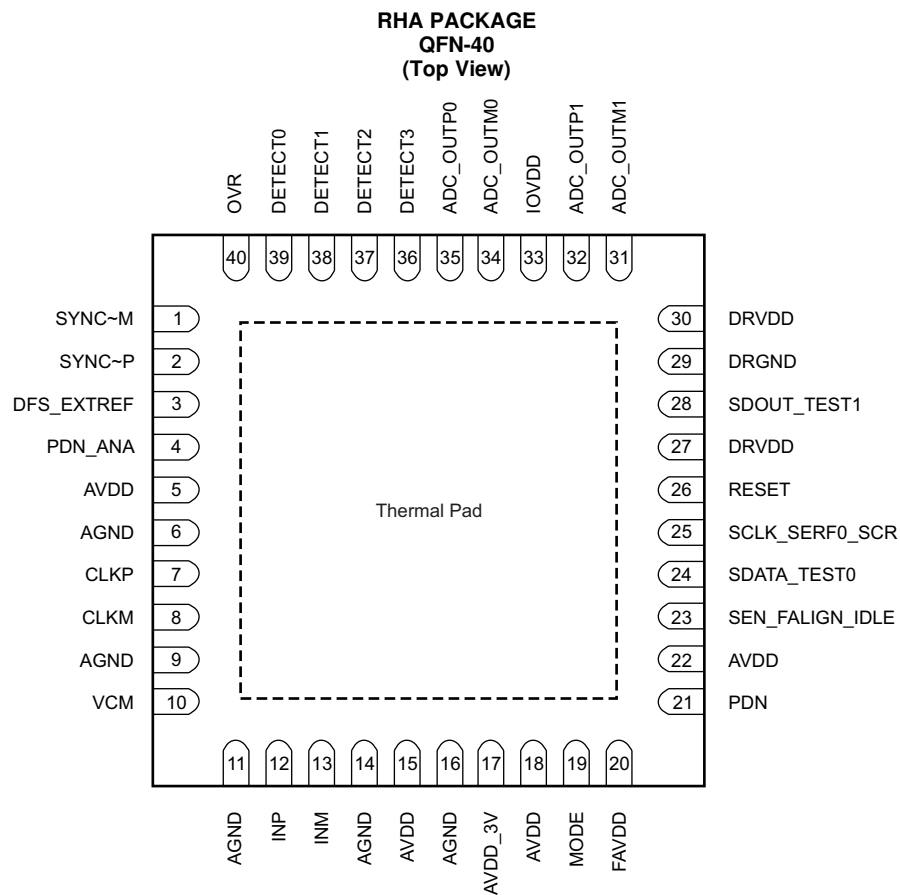 RHA PACKAGE
QFN-40
(Top View)
OVR
DETECT0
DETECT1
DETECT2
DETECT3
ADC_OUTP0
ADC_OUTM0
IOVDD
ADC_OUTP1
ADC_OUTM1
40 39 38 37 36 35 34 33 32 31
SYNC~M 1
SYNC~P 2
DFS_EXTREF 3
PDN_ANA 4
AVDD 5
AGND 6
CLKP 7
CLKM 8
AGND 9
VCM 10
Thermal Pad
30 DRVDD
29 DRGND
28 SDOUT_TEST1
27 DRVDD
26 RESET
25 SCLK_SERF0_SCR
24 SDATA_TEST0
23 SEN_FALIGN_IDLE
22 AVDD
21 PDN
11 12 13 14 15 16 17 18 19 20
AGND
INP
INM
AGND
AVDD
AGND
AVDD_3V
AVDD
MODE
FAVDD